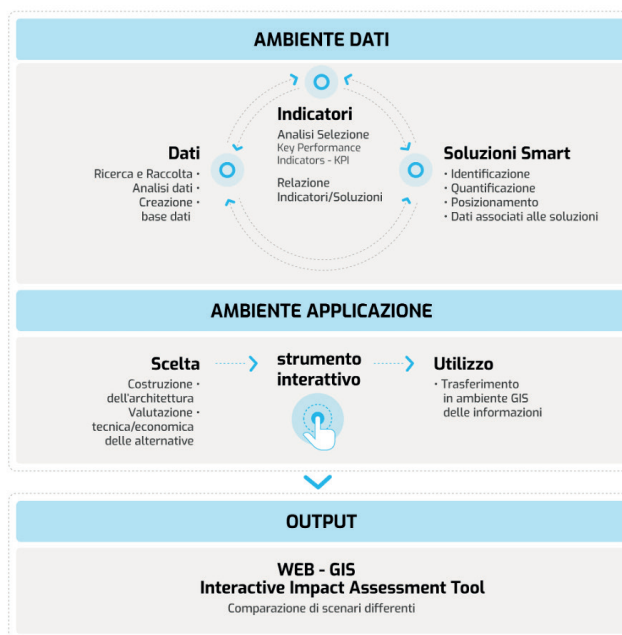 AMBIENTE DATI
Indicatori
Analisi Selezione
Key Performance
Indicators - KPI
Relazione
Indicatori/Soluzioni
Dati
Ricerca e Raccolta •
Analisi dati •
Creazione •
base dati
Soluzioni Smart
• Identificazione
• Quantificazione
• Posizionamento
• Dati associati alle soluzioni
AMBIENTE APPLICAZIONE
Scelta
Costruzione •
dell'architettura
Valutazione •
tecnica/economica
delle alternative
strumento
interattivo
Utilizzo
• Trasferimento
in ambiente GIS
delle informazioni
OUTPUT
WEB - GIS
Interactive Impact Assessment Tool
Comparazione di scenari differenti